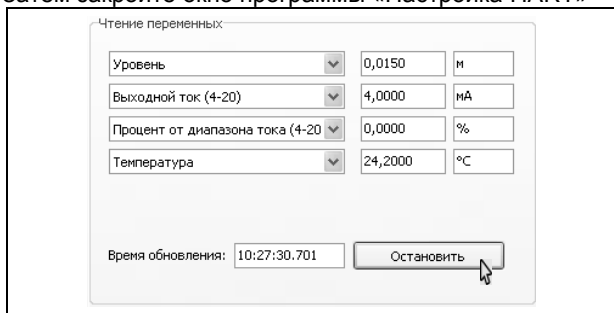 Затем закройте окно программы «Настройка HART»
Чтение переменных
Уровень 0,0150 м
Выходной ток (4-20) 4,0000 мА
Процент от диапазона тока (4-20 0,0000 %
Температура 24,2000 °C
Время обновления: 10:27:30.701 Остановить